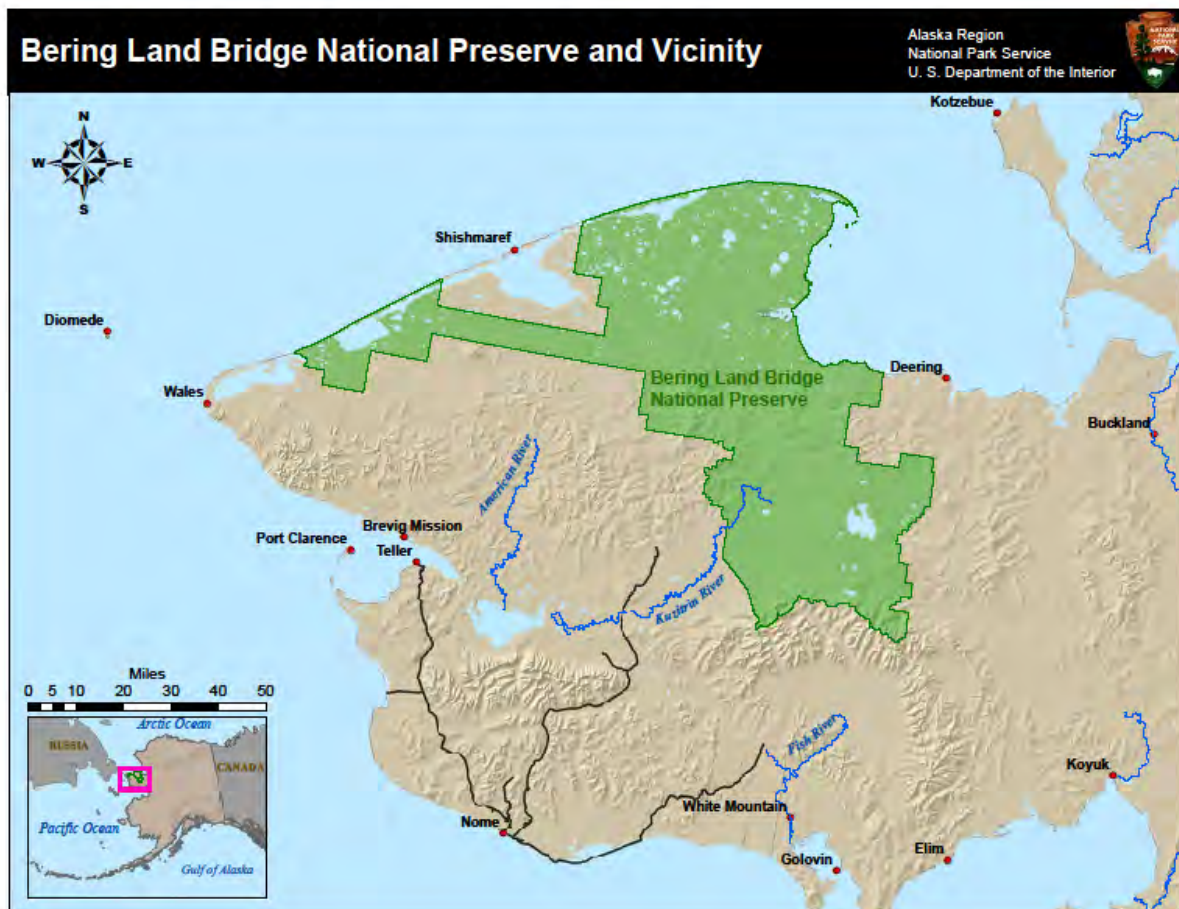 Bering Land Bridge National Preserve and Vicinity
Alaska Region
National Park Service
U. S. Department of the Interior
NATIONAL
PARK
SERVICE
Kotzebue
N
W
E
S
Shishmaref
Diomede
Wales
Deering
Bering Land Bridge
National Preserve
Buckland
American River
Brevig Mission
Port Clarence
Teller
Kuzitrin River
Miles
0 5 10 20 30 40 50
Arctic Ocean
RUSSIA
CANADA
Pacific Ocean
Gulf of Alaska
Fish River
Koyuk
White Mountain
Nome
Golovin
Elim